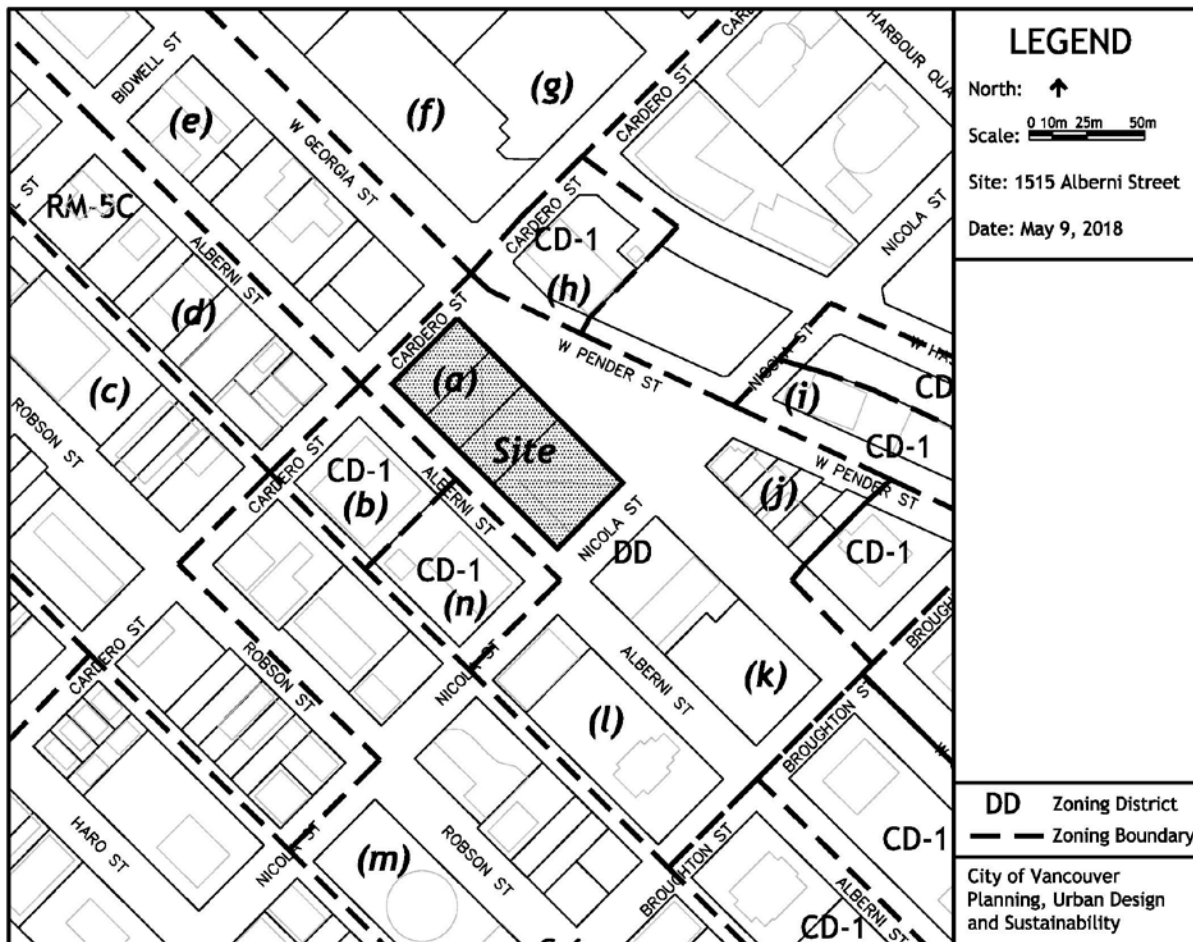 LEGEND
North:
Scale: 0 10m 25m 50m
Site: 1515 Alberni Street
Date: May 9, 2018
DD Zoning District
Zoning Boundary
City of Vancouver
Planning, Urban Design
and Sustainability
BIDWELL ST
(e)
W GEORGIA ST
(f)
(g)
CARDERO ST
CARDERO ST
HARBOUR QUA
NICOLA ST
ST
RM-5C
ALBERNI ST
(d)
(c)
ROBSON ST
CARDERO ST
CD-1
(h)
CARDERO ST
(a)
Site
W PENDER ST
NICOLA ST
(i)
W HA
CD
CD-1
W PENDER ST
(j)
CD-1
CARDERO ST
CD-1
(b)
ALBERNI ST
CD-1
(n)
NICOLA ST
DD
NICOLA ST
BROUGH
ALBERNI ST
(k)
(l)
BROUGHTON ST
W
CARDERO ST
ROBSON ST
HARO ST
NICOLA ST
(m)
ROBSON ST
BROUGHTON ST
CD-1
ALBERNI ST
CD-1